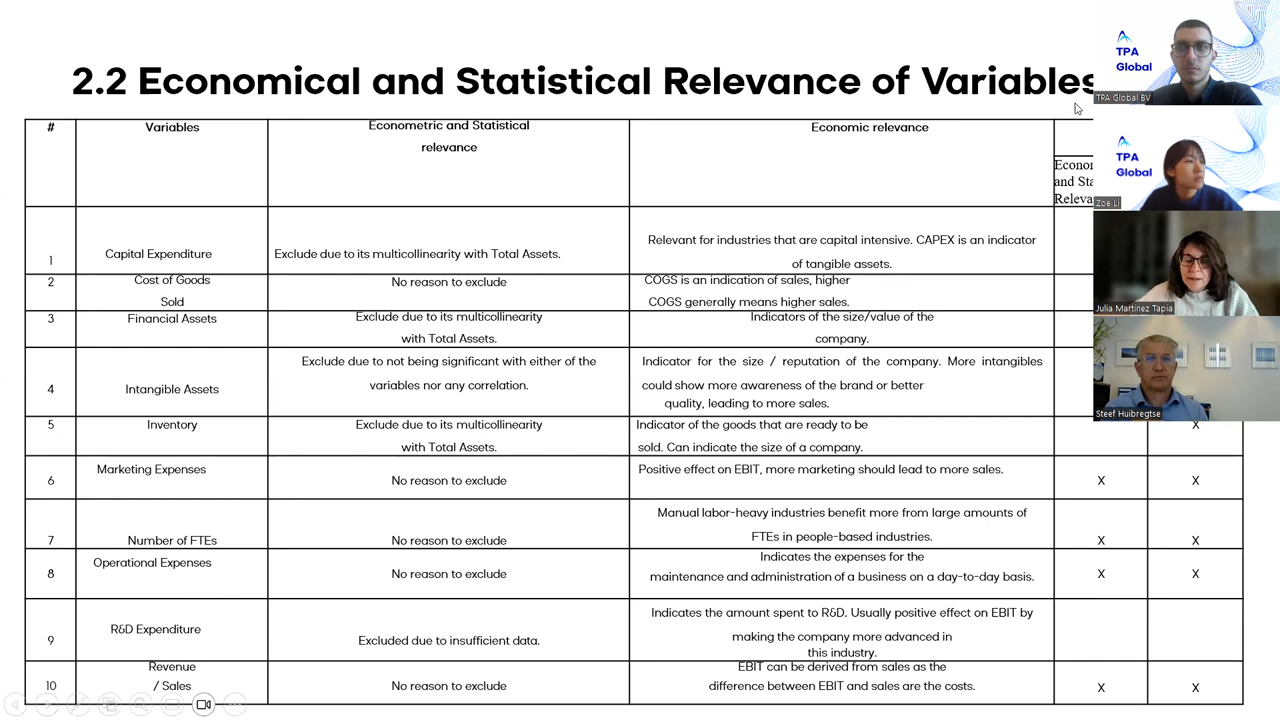 2.2 Economical and Statistical Relevance of Variables
#
Variables
Econometric and Statistical
relevance
Economic relevance
1
Capital Expenditure
Exclude due to its multicollinearity with Total Assets.
Relevant for industries that are capital intensive. CAPEX is an indicator
of tangible assets.
2
Cost of Goods
Sold
No reason to exclude
COGS is an indication of sales, higher
COGS generally means higher sales.
3
Financial Assets
Exclude due to its multicollinearity
with Total Assets.
Indicators of the size/value of the
company.
4
Intangible Assets
Exclude due to not being significant with either of the
variables nor any correlation.
Indicator for the size / reputation of the company. More intangibles
could show more awareness of the brand or better
quality, leading to more sales.
5
Inventory
Exclude due to its multicollinearity
with Total Assets.
Indicator of the goods that are ready to be
sold. Can indicate the size of a company.
X
6
Marketing Expenses
No reason to exclude
Positive effect on EBIT, more marketing should lead to more sales.
X
X
7
Number of FTEs
No reason to exclude
Manual labor-heavy industries benefit more from large amounts of
FTEs in people-based industries.
X
X
8
Operational Expenses
No reason to exclude
Indicates the expenses for the
maintenance and administration of a business on a day-to-day basis.
X
X
9
R&D Expenditure
Excluded due to insufficient data.
Indicates the amount spent to R&D. Usually positive effect on EBIT by
making the company more advanced in
this industry.
10
Revenue
/ Sales
No reason to exclude
EBIT can be derived from sales as the
difference between EBIT and sales are the costs.
X
X
TPA
Global
TPA Global BV
TPA
Global
Zoe Li
Julia Martinez Tapia
Steef Huibregtse